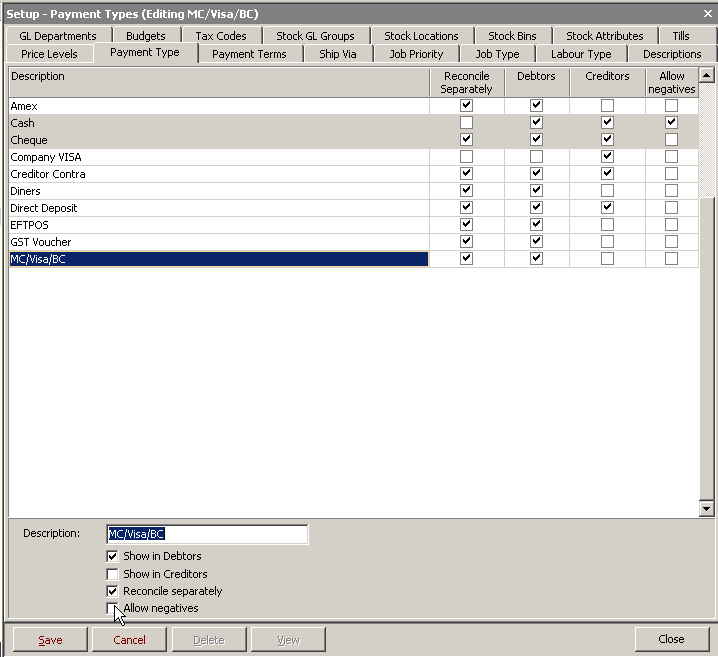 Setup - Payment Types (Editing MC/Visa/BC)
GL Departments Budgets Tax Codes Stock GL Groups Stock Locations Stock Bins Stock Attributes Tills
Price Levels Payment Type Payment Terms Ship Via Job Priority Job Type Labour Type Descriptions
Description Reconcile Separately Debtors Creditors Allow negatives
Amex
Cash
Cheque
Company VISA
Creditor Contra
Diners
Direct Deposit
EFTPOS
GST Voucher
MC/Visa/BC
Description: MC/Visa/BC
Show in Debtors
Show in Creditors
Reconcile separately
Allow negatives
Save Cancel Delete View Close